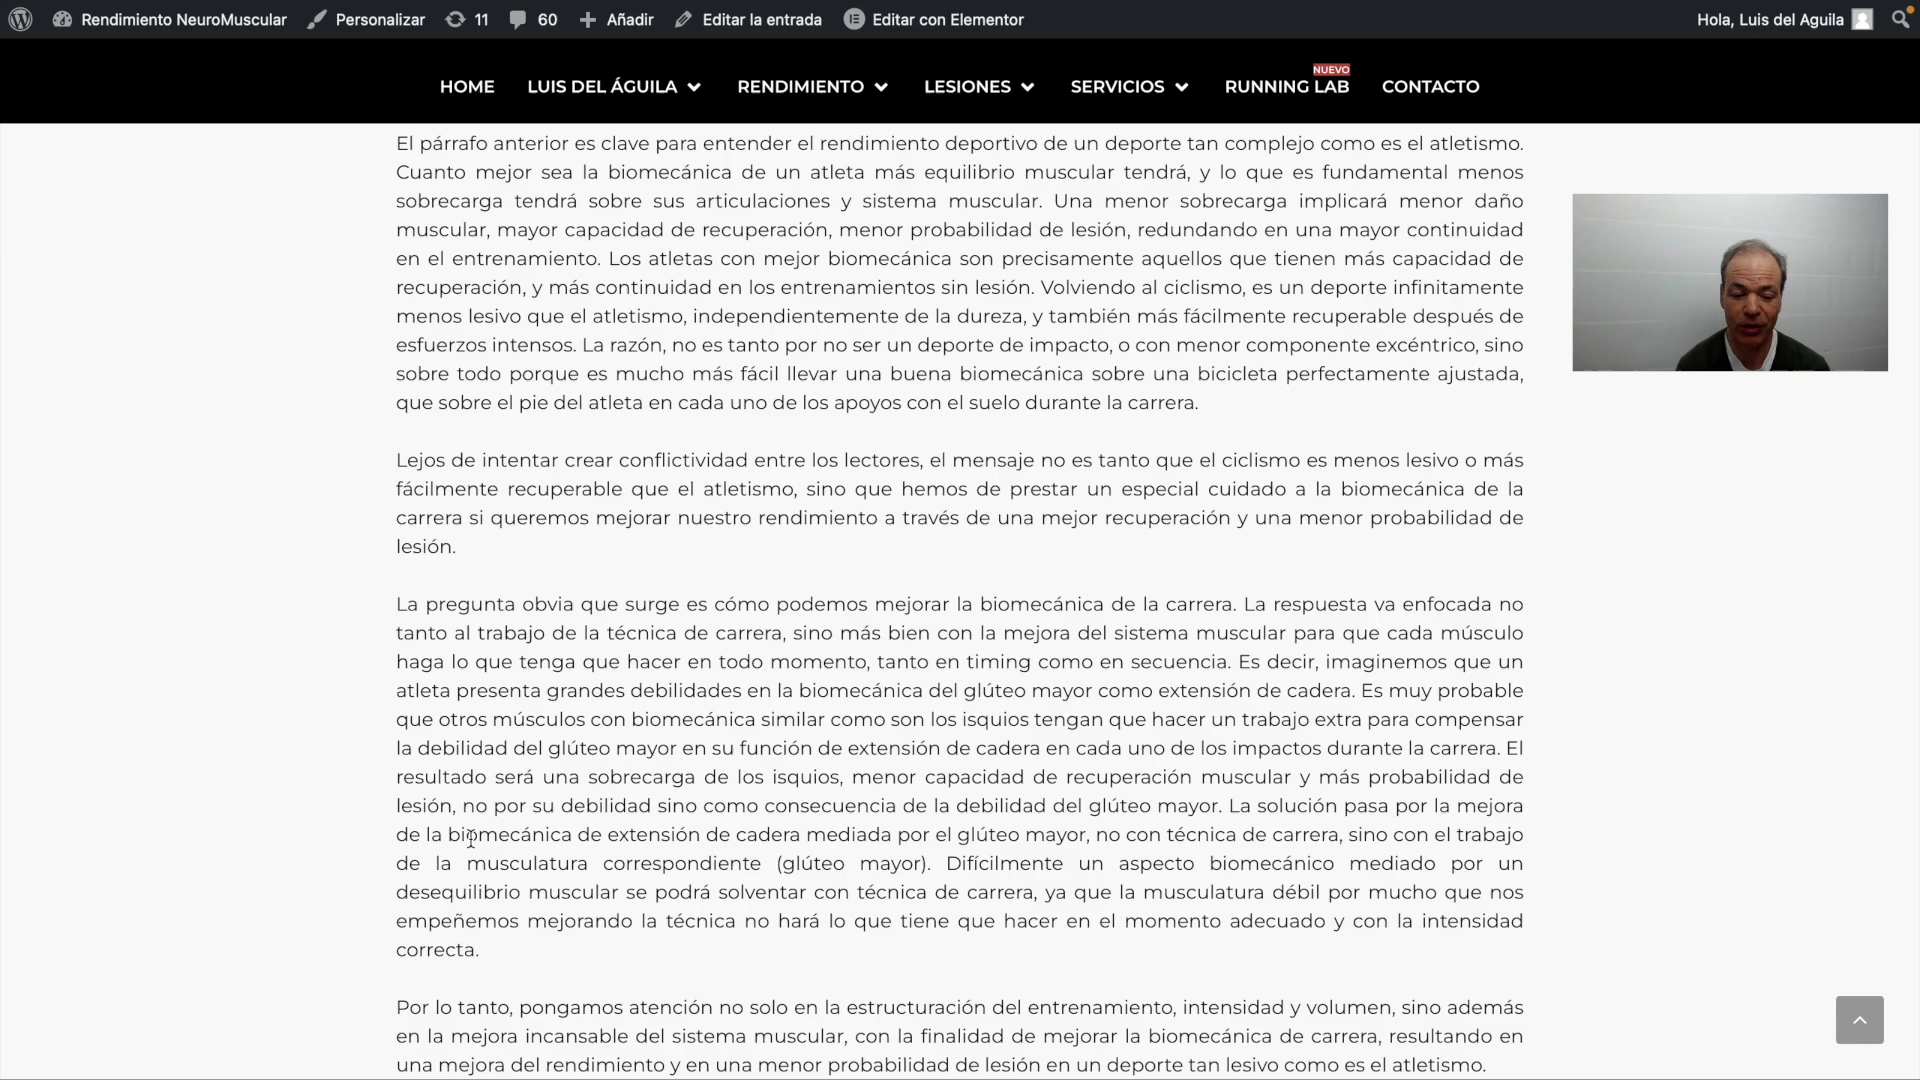 Rendimiento NeuroMuscular Personalizar 11 60 Añadir Editar la entrada Editar con Elementor Hola, Luis del Aguila
NUEVO
HOME LUIS DEL ÁGUILA RENDIMIENTO LESIONES SERVICIOS RUNNING LAB CONTACTO
El párrafo anterior es clave para entender el rendimiento deportivo de un deporte tan complejo como es el atletismo.
Cuanto mejor sea la biomecánica de un atleta más equilibrio muscular tendrá, y lo que es fundamental menos
sobrecarga tendrá sobre sus articulaciones y sistema muscular. Una menor sobrecarga implicará menor daño
muscular, mayor capacidad de recuperación, menor probabilidad de lesión, redundando en una mayor continuidad
en el entrenamiento. Los atletas con mejor biomecánica son precisamente aquellos que tienen más capacidad de
recuperación, y más continuidad en los entrenamientos sin lesión. Volviendo al ciclismo, es un deporte infinitamente
menos lesivo que el atletismo, independientemente de la dureza, y también más fácilmente recuperable después de
esfuerzos intensos. La razón, no es tanto por no ser un deporte de impacto, o con menor componente excéntrico, sino
sobre todo porque es mucho más fácil llevar una buena biomecánica sobre una bicicleta perfectamente ajustada,
que sobre el pie del atleta en cada uno de los apoyos con el suelo durante la carrera.
Lejos de intentar crear conflictividad entre los lectores, el mensaje no es tanto que el ciclismo es menos lesivo o más
fácilmente recuperable que el atletismo, sino que hemos de prestar un especial cuidado a la biomecánica de la
carrera si queremos mejorar nuestro rendimiento a través de una mejor recuperación y una menor probabilidad de
lesión.
La pregunta obvia que surge es cómo podemos mejorar la biomecánica de la carrera. La respuesta va enfocada no
tanto al trabajo de la técnica de carrera, sino más bien con la mejora del sistema muscular para que cada músculo
haga lo que tenga que hacer en todo momento, tanto en timing como en secuencia. Es decir, imaginemos que un
atleta presenta grandes debilidades en la biomecánica del glúteo mayor como extensión de cadera. Es muy probable
que otros músculos con biomecánica similar como son los isquios tengan que hacer un trabajo extra para compensar
la debilidad del glúteo mayor en su función de extensión de cadera en cada uno de los impactos durante la carrera. El
resultado será una sobrecarga de los isquios, menor capacidad de recuperación muscular y más probabilidad de
lesión, no por su debilidad sino como consecuencia de la debilidad del glúteo mayor. La solución pasa por la mejora
de la biomecánica de extensión de cadera mediada por el glúteo mayor, no con técnica de carrera, sino con el trabajo
de la musculatura correspondiente (glúteo mayor). Difícilmente un aspecto biomecánico mediado por un
desequilibrio muscular se podrá solventar con técnica de carrera, ya que la musculatura débil por mucho que nos
empeñemos mejorando la técnica no hará lo que tiene que hacer en el momento adecuado y con la intensidad
correcta.
Por lo tanto, pongamos atención no solo en la estructuración del entrenamiento, intensidad y volumen, sino además
en la mejora incansable del sistema muscular, con la finalidad de mejorar la biomecánica de carrera, resultando en
una mejora del rendimiento y en una menor probabilidad de lesión en un deporte tan lesivo como es el atletismo.